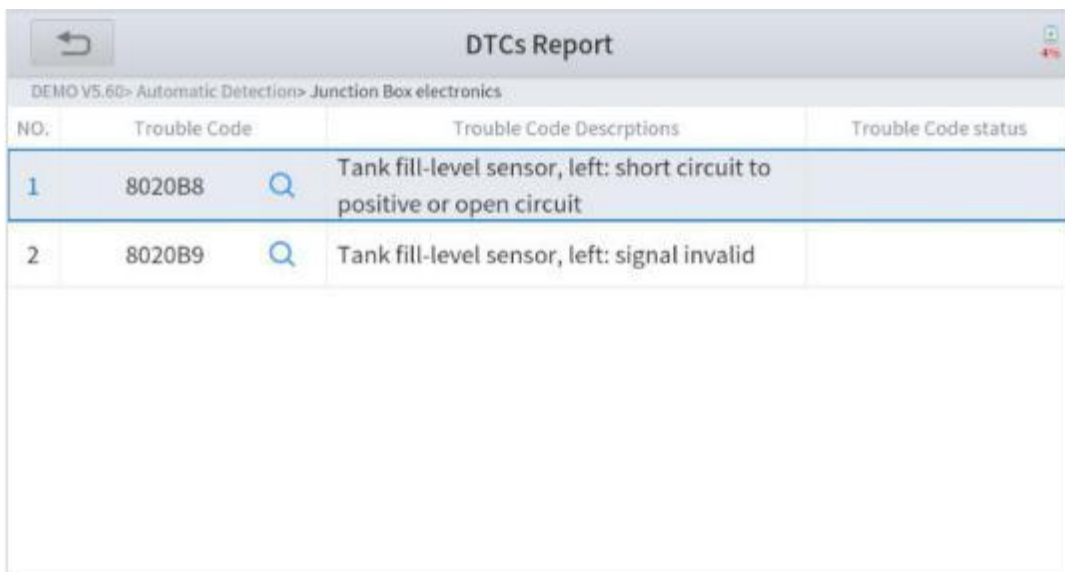 DTCs Report
4%
DEMO V5.60> Automatic Detection> Junction Box electronics
NO. Trouble Code Trouble Code Descrptions Trouble Code status
1 8020B8 Tank fill-level sensor, left: short circuit to
positive or open circuit
2 8020B9 Tank fill-level sensor, left: signal invalid